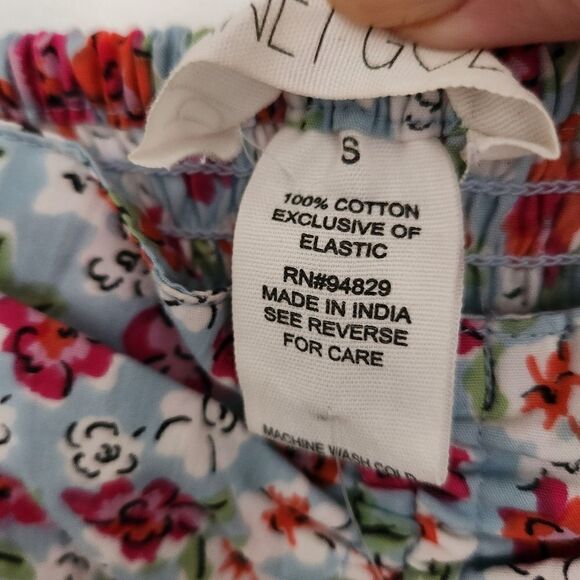 S
100% COTTON
EXCLUSIVE OF
ELASTIC
RN#94829
MADE IN INDIA
SEE REVERSE
FOR CARE
MACHINE WASH COLD